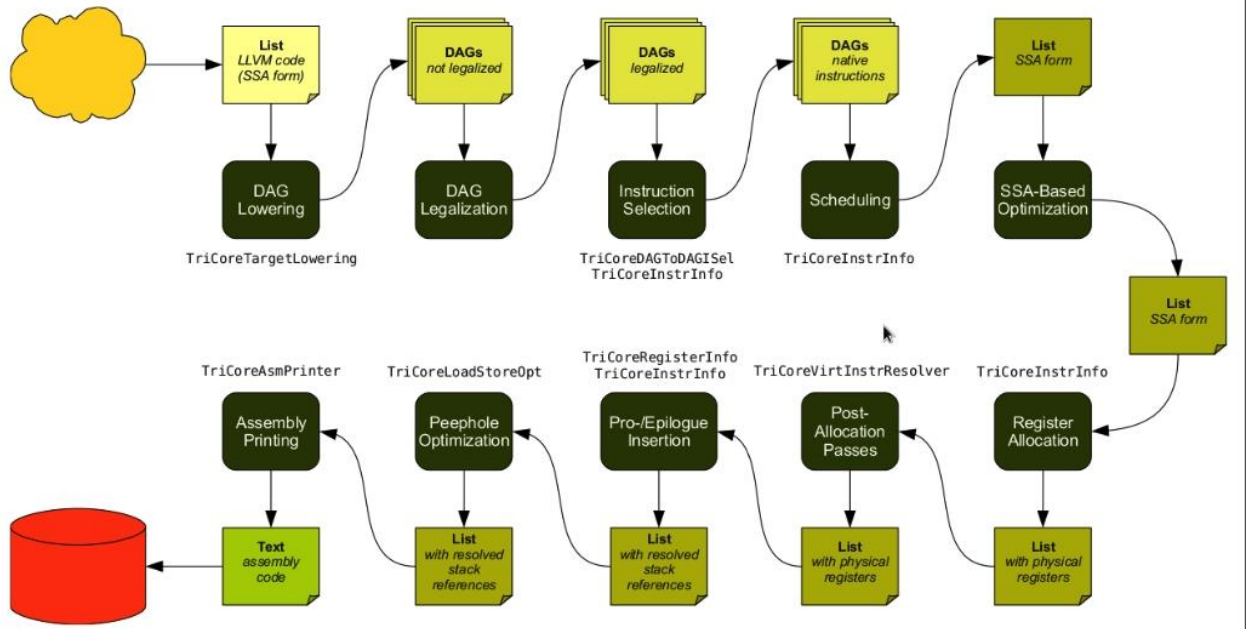 List
LLVM code
(SSA form)
DAGs
not legalized
DAGs
legalized
DAGs
native
instructions
List
SSA form
DAG
Lowering
DAG
Legalization
Instruction
Selection
Scheduling
SSA-Based
Optimization
TriCoreTargetLowering
TriCoreDAGToDAGISel
TriCoreInstrInfo
TriCoreInstrInfo
List
SSA form
TriCoreAsmPrinter
TriCoreLoadStoreOpt
TriCoreRegisterInfo
TriCoreInstrInfo
TriCoreVirtInstrResolver
TriCoreInstrInfo
Assembly
Printing
Peephole
Optimization
Pro-/Epilogue
Insertion
Post-
Allocation
Passes
Register
Allocation
Text
assembly
code
List
with resolved
stack
references
List
with resolved
stack
references
List
with physical
registers
List
with physical
registers